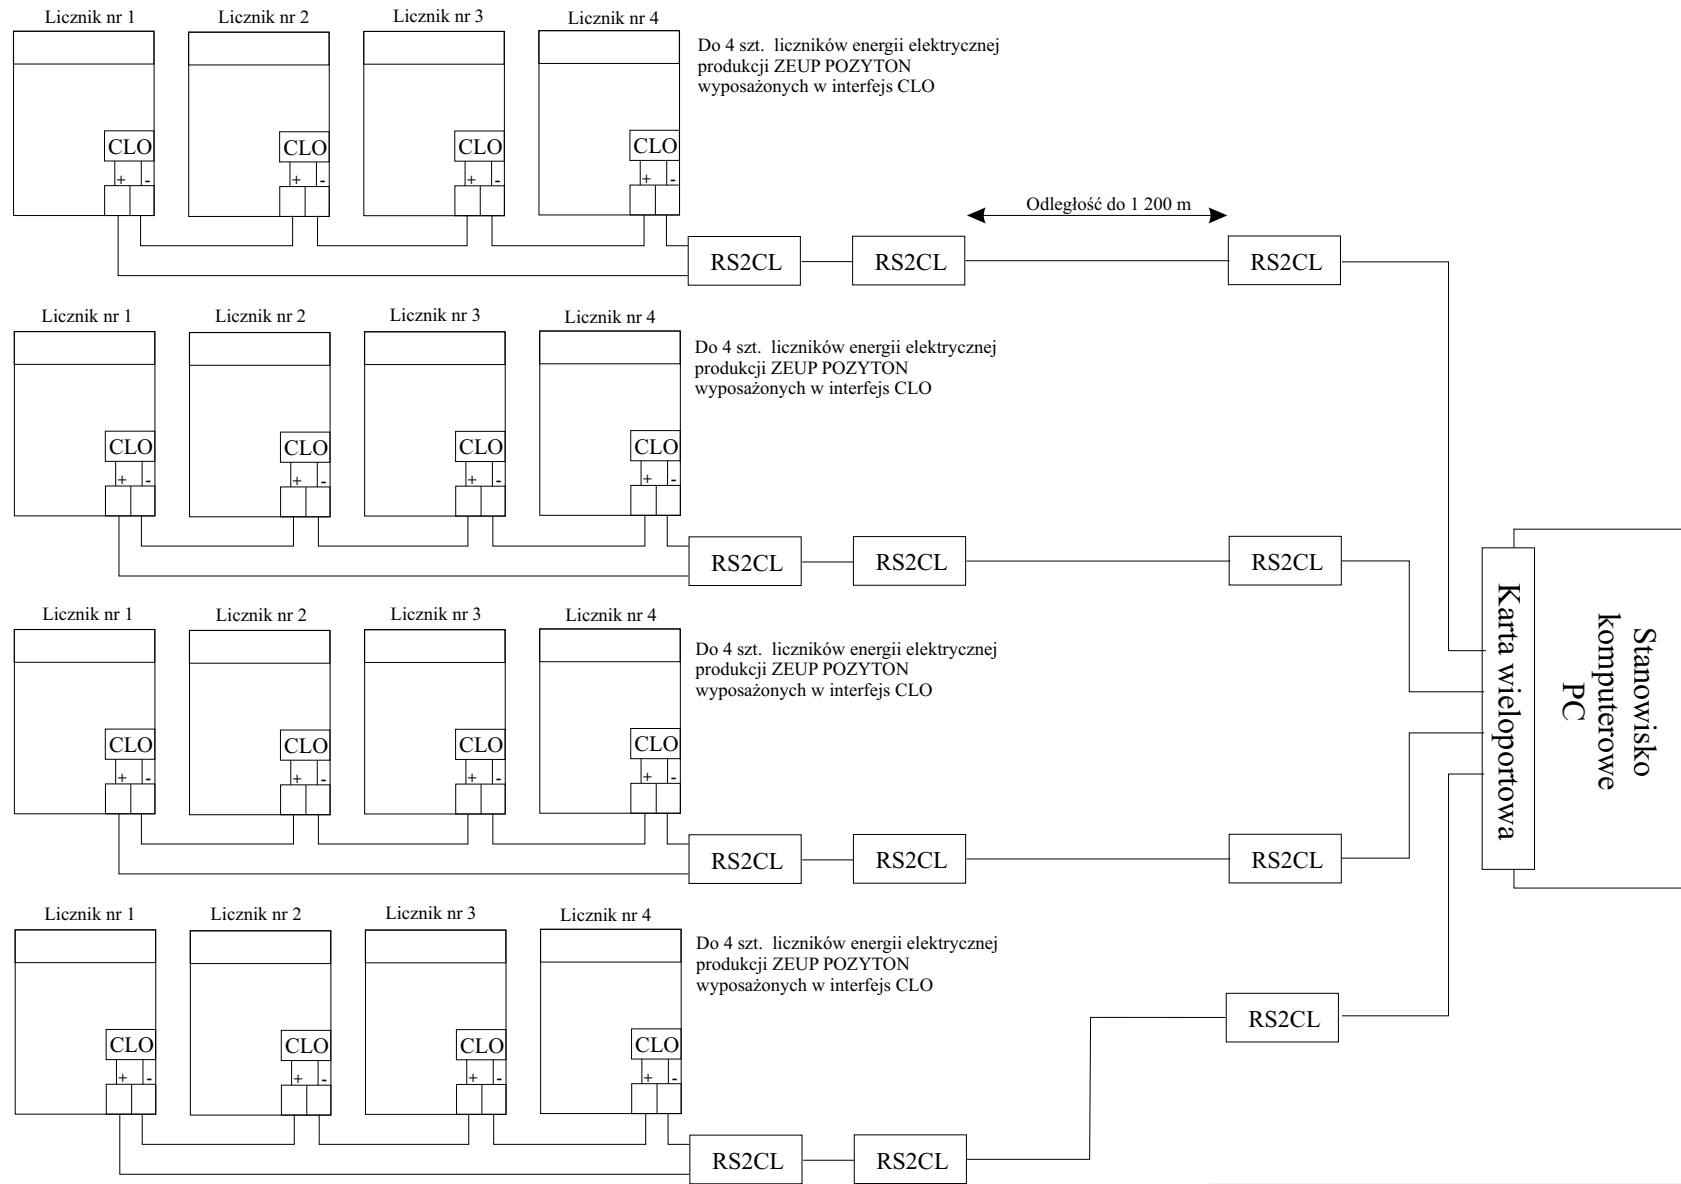 Licznik nr 1
Licznik nr 2
Licznik nr 3
Licznik nr 4
Do 4 szt. liczników energii elektrycznej
produkcji ZEUP POZYTON
wyposażonych w interfejs CLO
CLO
CLO
CLO
CLO
+ -
+ -
+ -
+ -
Odległość do 1 200 m
RS2CL
RS2CL
RS2CL
Licznik nr 1
Licznik nr 2
Licznik nr 3
Licznik nr 4
Do 4 szt. liczników energii elektrycznej
produkcji ZEUP POZYTON
wyposażonych w interfejs CLO
CLO
CLO
CLO
CLO
+ -
+ -
+ -
+ -
RS2CL
RS2CL
RS2CL
Licznik nr 1
Licznik nr 2
Licznik nr 3
Licznik nr 4
Do 4 szt. liczników energii elektrycznej
produkcji ZEUP POZYTON
wyposażonych w interfejs CLO
CLO
CLO
CLO
CLO
+ -
+ -
+ -
+ -
RS2CL
RS2CL
RS2CL
Licznik nr 1
Licznik nr 2
Licznik nr 3
Licznik nr 4
Do 4 szt. liczników energii elektrycznej
produkcji ZEUP POZYTON
wyposażonych w interfejs CLO
CLO
CLO
CLO
CLO
+ -
+ -
+ -
+ -
RS2CL
RS2CL
RS2CL
Karta wieloportowa
Stanowisko
komputerowe
PC